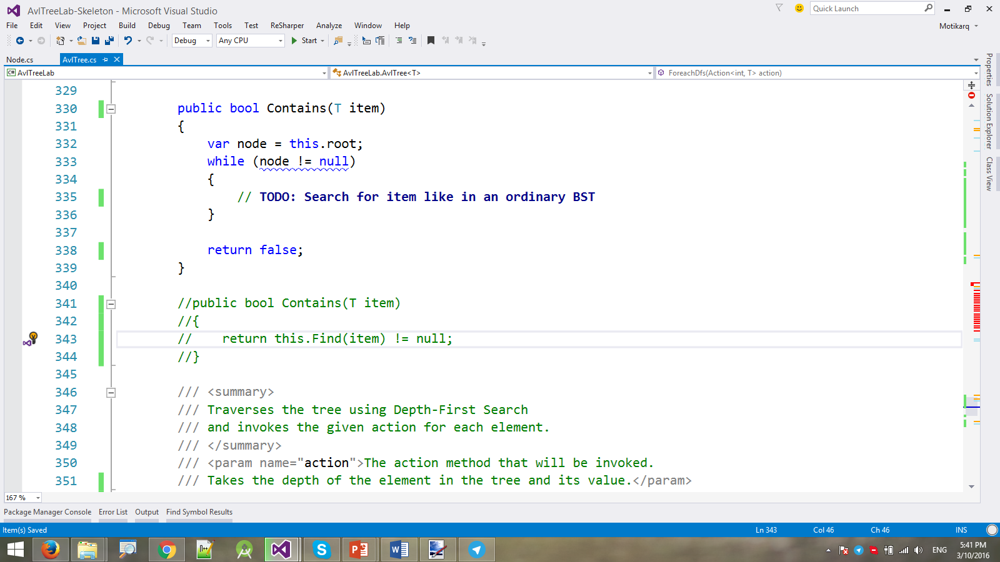 AvlTreeLab-Skeleton - Microsoft Visual Studio
Quick Launch
File Edit View Project Build Debug Team Tools Test ReSharper Analyze Window Help
Motikarq
Debug Any CPU Start
Node.cs AvlTree.cs
C# AvlTreeLab AvlTreeLab.AvlTree<T> ForeachDfs(Action<int, T> action)
329
330 public bool Contains(T item)
331 {
332 var node = this.root;
333 while (node != null)
334 {
335 // TODO: Search for item like in an ordinary BST
336 }
337
338 return false;
339 }
340
341 //public bool Contains(T item)
342 //{
343 //    return this.Find(item) != null;
344 //}
345
346 /// <summary>
347 /// Traverses the tree using Depth-First Search
348 /// and invokes the given action for each element.
349 /// </summary>
350 /// <param name="action">The action method that will be invoked.
351 /// Takes the depth of the element in the tree and its value.</param>
Properties
Solution Explorer
Class View
167 %
Package Manager Console Error List Output Find Symbol Results
Item(s) Saved Ln 343 Col 46 Ch 46 INS
ENG 5:41 PM
3/10/2016